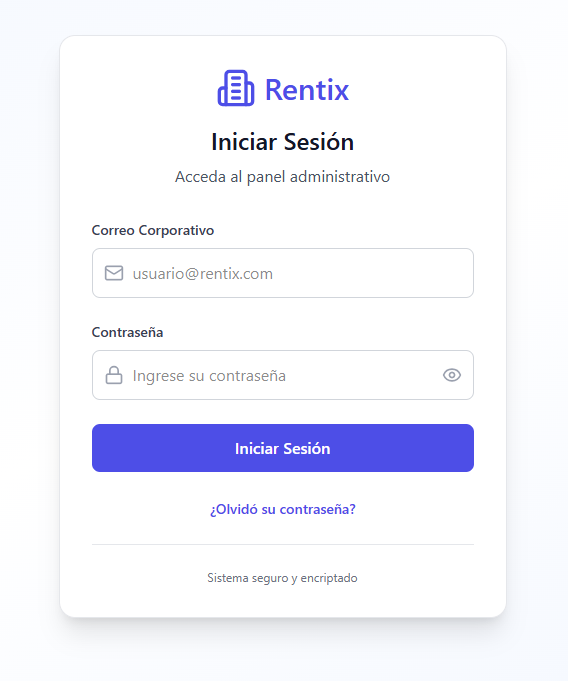 Rentix
Iniciar Sesión
Acceda al panel administrativo
Correo Corporativo
usuario@rentix.com
Contraseña
Ingrese su contraseña
Iniciar Sesión
¿Olvidó su contraseña?
Sistema seguro y encriptado